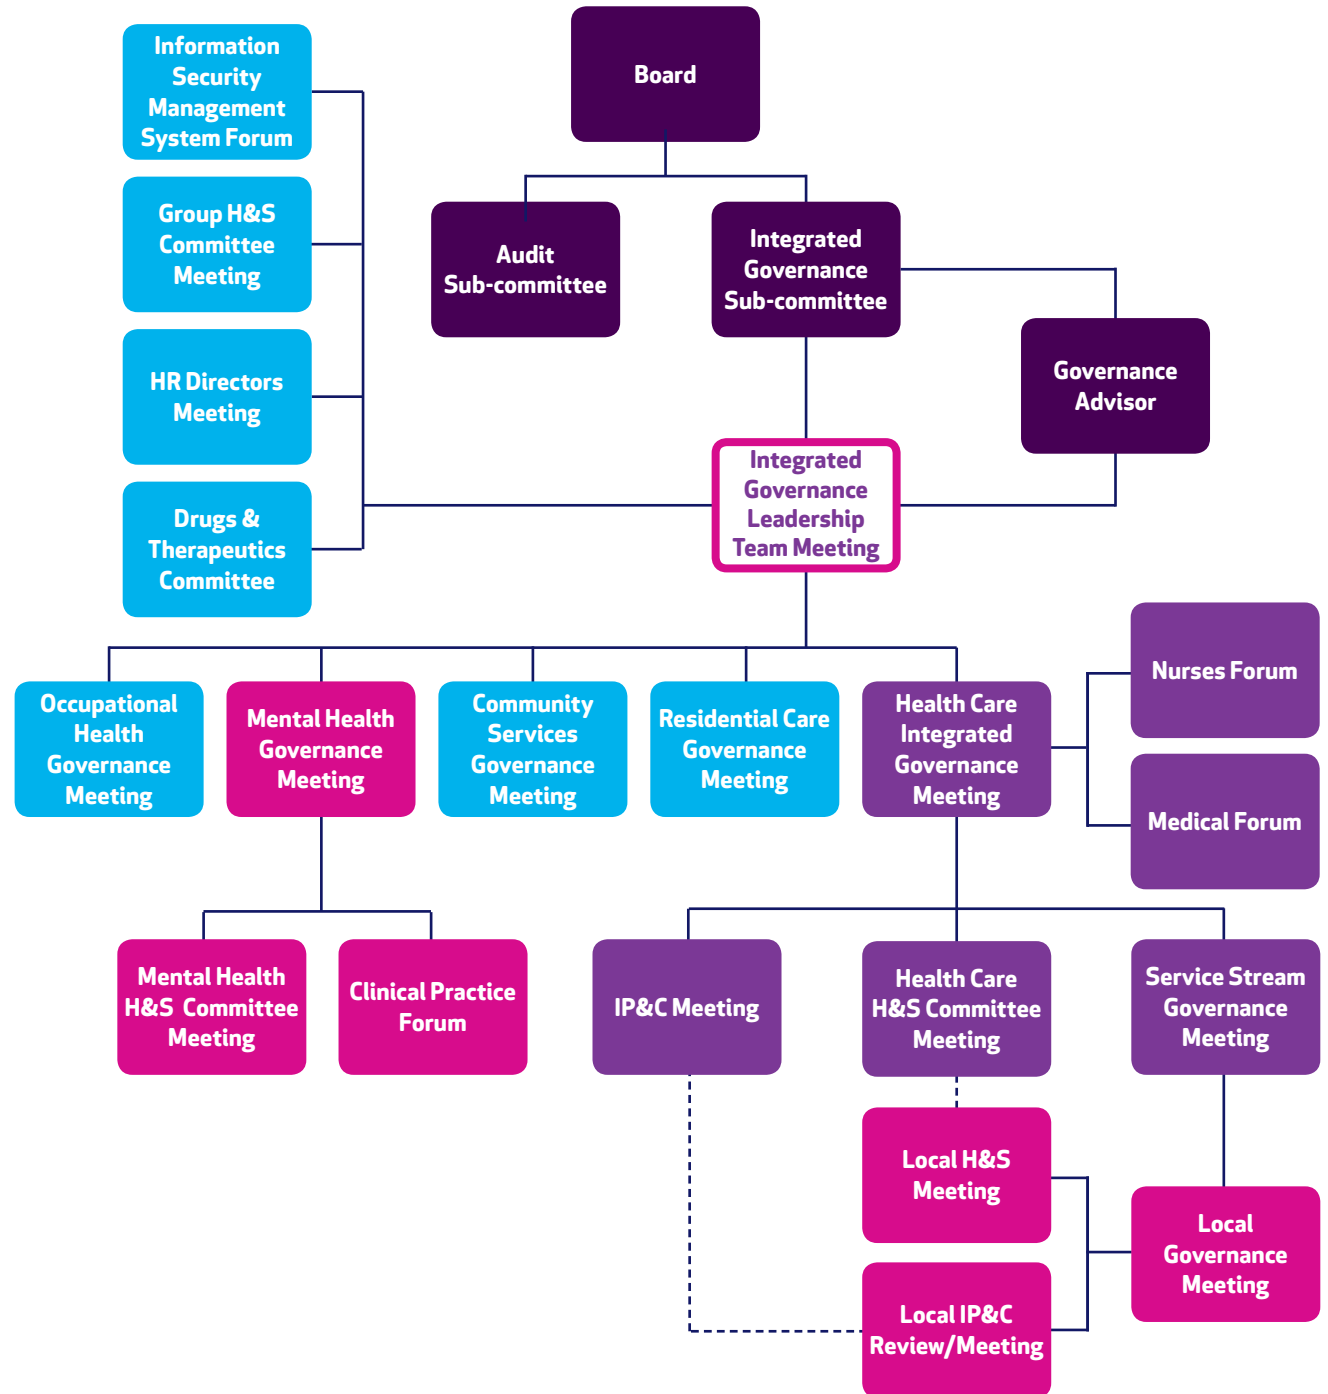 Information
Security
Management
System Forum
Board
Group H&S
Committee
Meeting
Audit
Sub-committee
Integrated
Governance
Sub-committee
HR Directors
Meeting
Governance
Advisor
Integrated
Governance
Leadership
Team Meeting
Drugs &
Therapeutics
Committee
Nurses Forum
Occupational
Health
Governance
Meeting
Mental Health
Governance
Meeting
Community
Services
Governance
Meeting
Residential Care
Governance
Meeting
Health Care
Integrated
Governance
Meeting
Medical Forum
Mental Health
H&S Committee
Meeting
Clinical Practice
Forum
IP&C Meeting
Health Care
H&S Committee
Meeting
Service Stream
Governance
Meeting
Local H&S
Meeting
Local
Governance
Meeting
Local IP&C
Review/Meeting